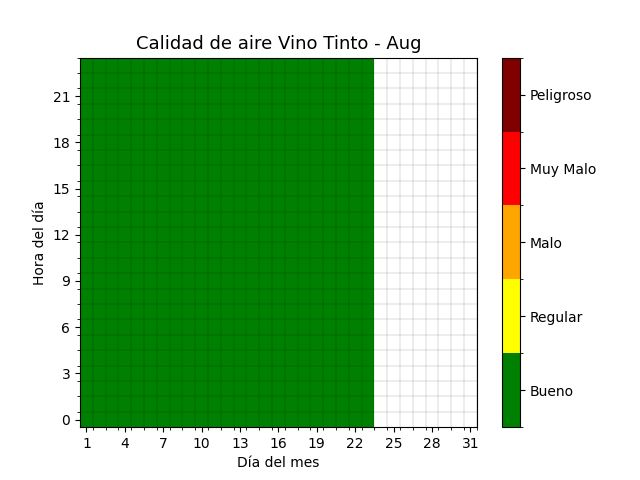 Calidad de aire Vino Tinto - Aug
21
18
15
12
9
6
3
0
Hora del día
1 4 7 10 13 16 19 22 25 28 31
Día del mes
Peligroso
Muy Malo
Malo
Regular
Bueno